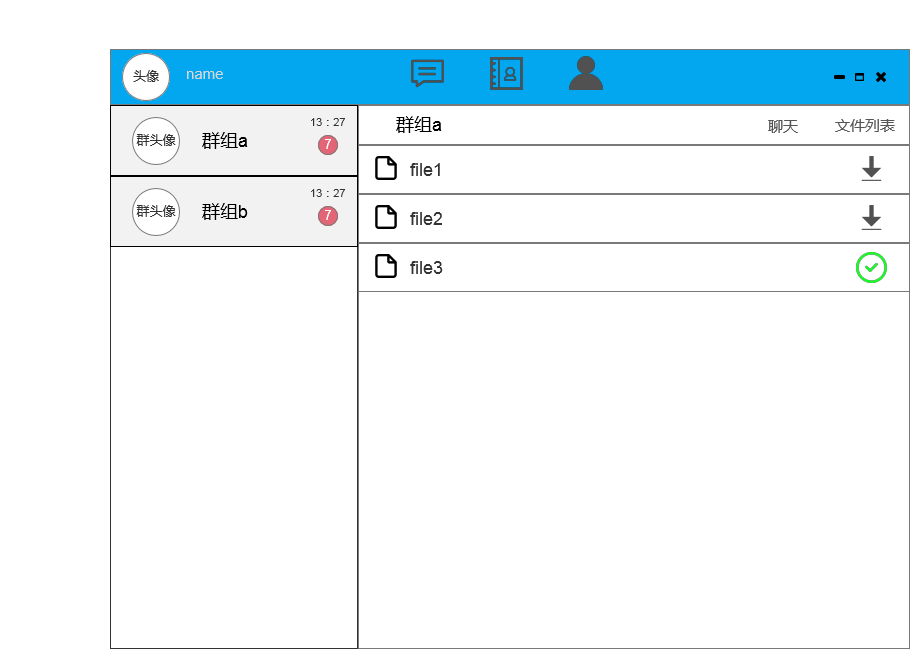 头像 name
群头像 群组a 13：27
7
群头像 群组b 13：27
7
群组a 聊天 文件列表
file1
file2
file3